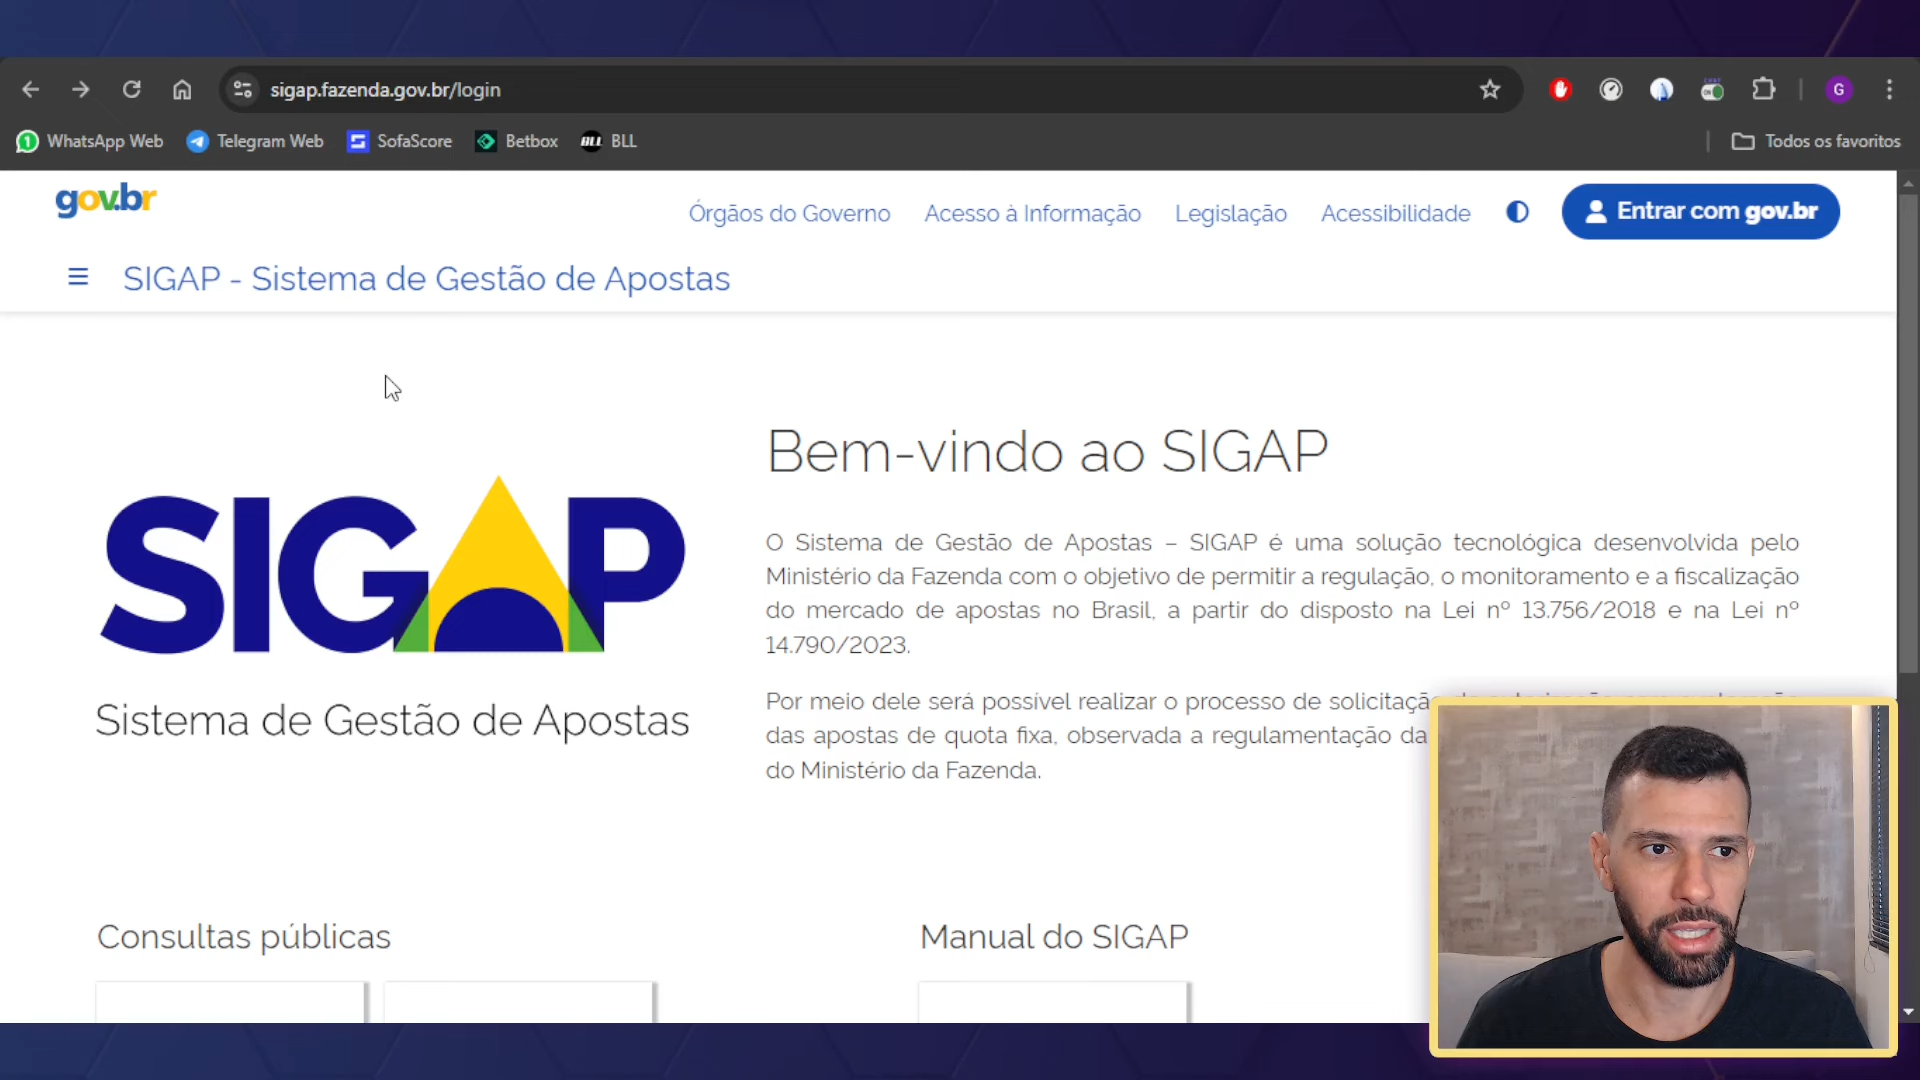 sigap.fazenda.gov.br/login
G
WhatsApp Web
Telegram Web
SofaScore
Betbox
BLL BLL
Todos os favoritos
gov.br
Órgãos do Governo
Acesso à Informação
Legislação
Acessibilidade
Entrar com gov.br
SIGAP - Sistema de Gestão de Apostas
SIGAP
Sistema de Gestão de Apostas
Bem-vindo ao SIGAP
O Sistema de Gestão de Apostas – SIGAP é uma solução tecnológica desenvolvida pelo
Ministério da Fazenda com o objetivo de permitir a regulação, o monitoramento e a fiscalização
do mercado de apostas no Brasil, a partir do disposto na Lei nº 13.756/2018 e na Lei nº
14.790/2023.
Por meio dele será possível realizar o processo de solicitação
das apostas de quota fixa, observada a regulamentação da
do Ministério da Fazenda.
Consultas públicas
Manual do SIGAP